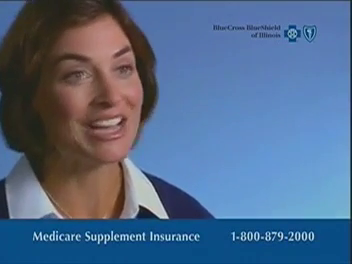 BlueCross BlueShield
of Illinois
Medicare Supplement Insurance 1-800-879-2000